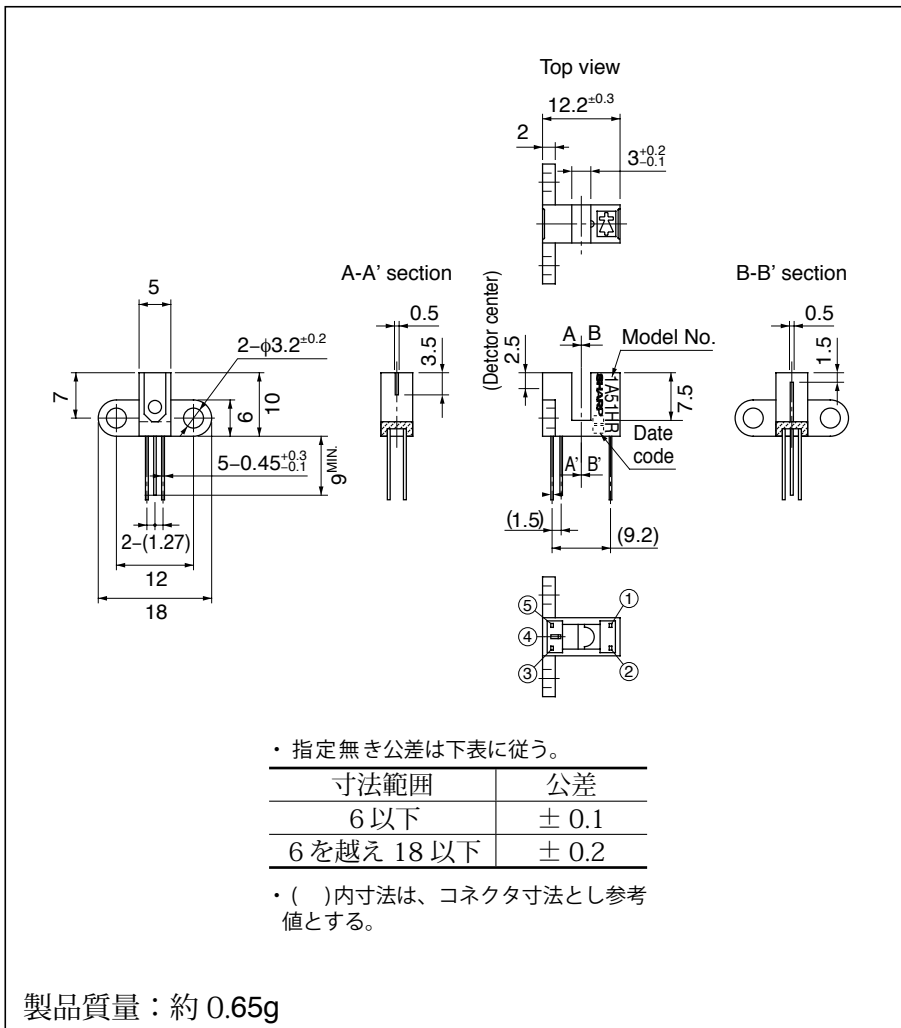 Top view
12.2±0.3
2
3+0.2−0.1
A-A' section
B-B' section
5
2−φ3.2±0.2
7
6
10
5−0.45+0.3−0.1
9MIN.
2−(1.27)
12
18
0.5
3.5
(Detctor center)
2.5
A B
Model No.
SHARP
1A51HR
7.5
Date
code
A' B'
(1.5)
(9.2)
0.5
1.5
⑤ ①
④
③ ②
・ 指定無き公差は下表に従う。
寸法範囲 公差
6以下 ± 0.1
6を越え 18 以下 ± 0.2
・(　)内寸法は、コネクタ寸法とし参考
値とする。
製品質量：約 0.65g